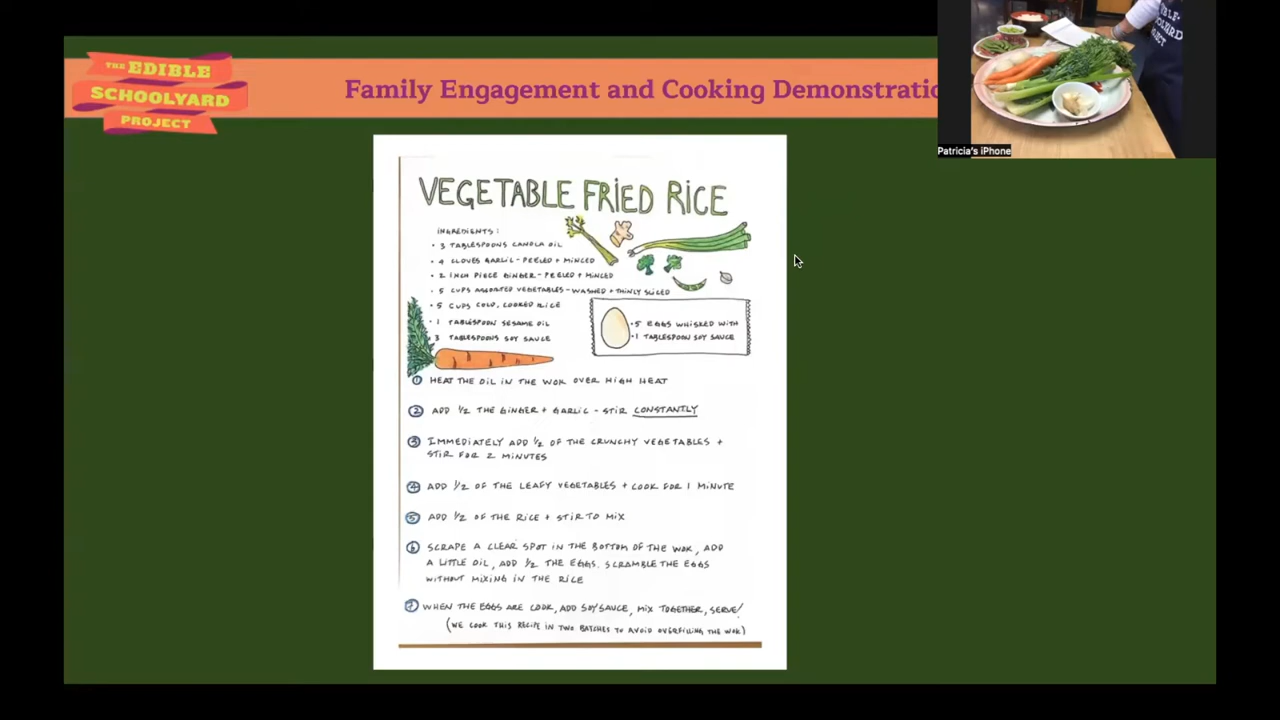 THE EDIBLE
SCHOOLYARD
PROJECT
Family Engagement and Cooking Demonstratio
BLE-
OLYARD
JECT
Patricia's iPhone
VEGETABLE FRIED RICE
INGREDIENTS:
• 3 TABLESPOONS CANOLA OIL
• 4 CLOVES GARLIC - PEELED + MINCED
• 2 INCH PIECE GINGER - PEELED + MINCED
• 5 CUPS ASSORTED VEGETABLES - WASHED + THINLY SLICED
• 5 CUPS COLD, COOKED RICE
• 1 TABLESPOON SESAME OIL
• 3 TABLESPOONS SOY SAUCE
• 5 EGGS WHISKED WITH
• 1 TABLESPOON SOY SAUCE
① HEAT THE OIL IN THE WOK OVER HIGH HEAT
② ADD 1/2 THE GINGER + GARLIC - STIR CONSTANTLY
③ IMMEDIATELY ADD 1/2 OF THE CRUNCHY VEGETABLES +
STIR FOR 2 MINUTES
④ ADD 1/2 OF THE LEAFY VEGETABLES + COOK FOR 1 MINUTE
⑤ ADD 1/2 OF THE RICE + STIR TO MIX
⑥ SCRAPE A CLEAR SPOT IN THE BOTTOM OF THE WOK, ADD
A LITTLE OIL, ADD 1/2 THE EGGS. SCRAMBLE THE EGGS
WITHOUT MIXING IN THE RICE
⑦ WHEN THE EGGS ARE COOK, ADD SOY SAUCE, MIX TOGETHER, SERVE!
(WE COOK THIS RECIPE IN TWO BATCHES TO AVOID OVERFILLING THE WOK)